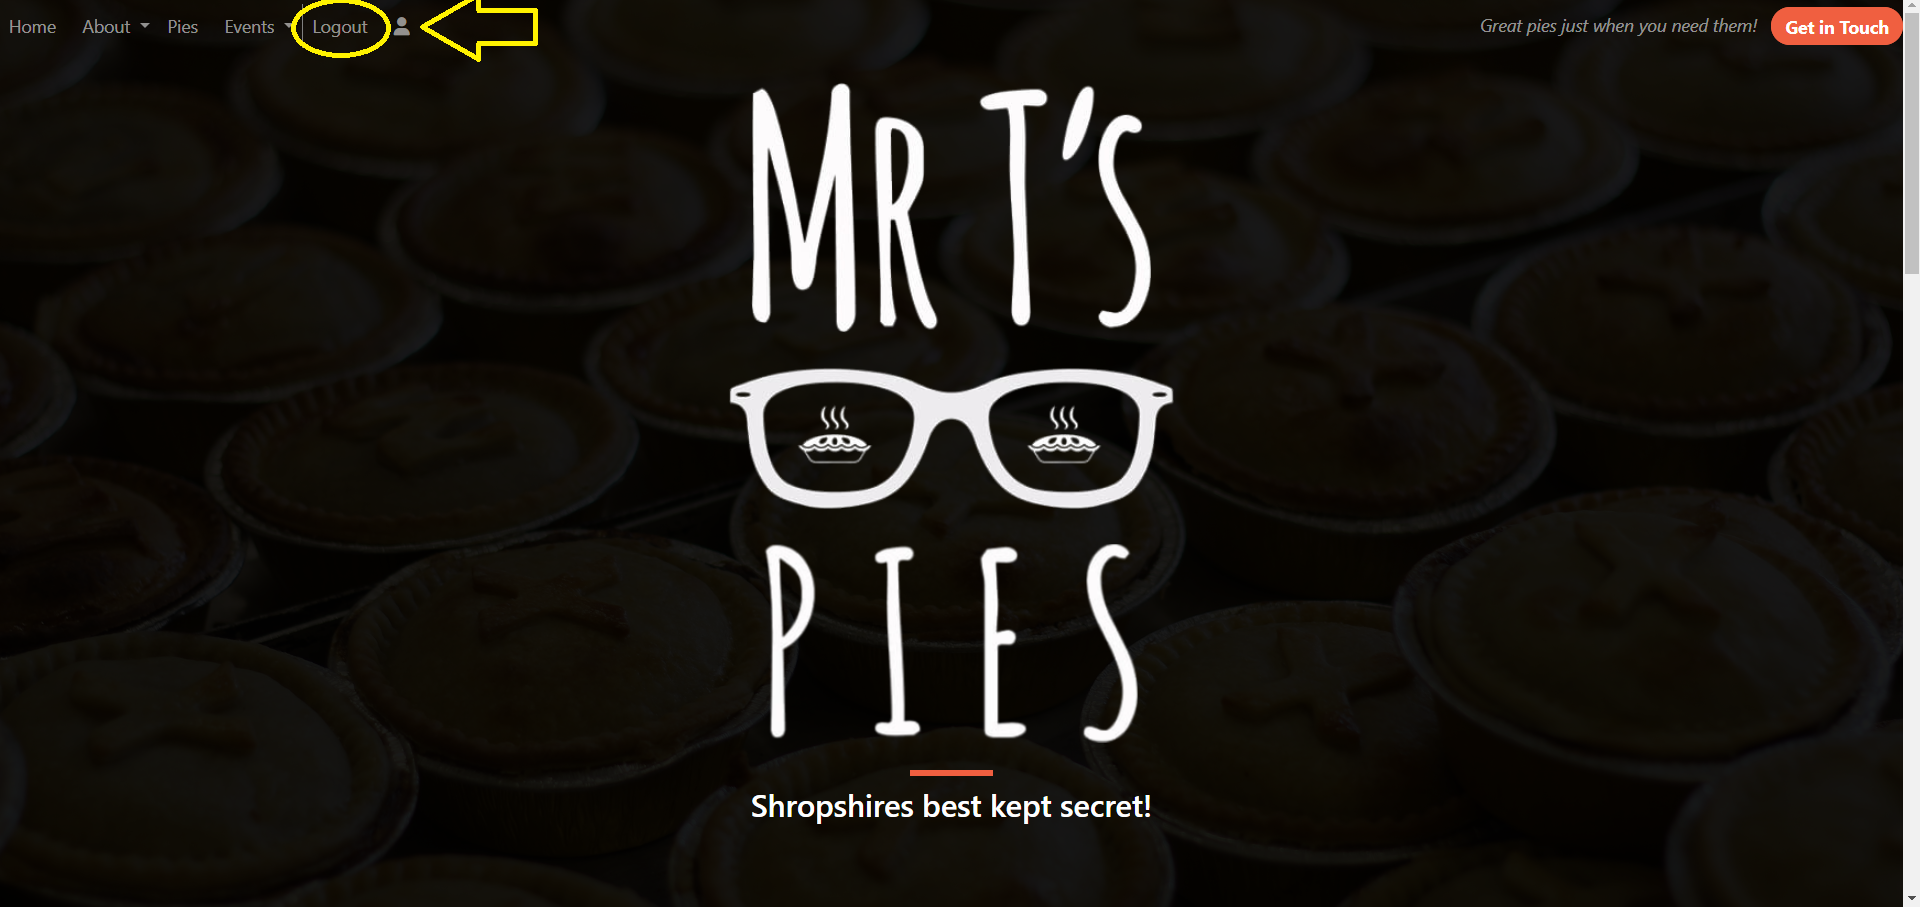 Home About Pies Events Logout Great pies just when you need them! Get in Touch
MR T'S
PIES
Shropshires best kept secret!